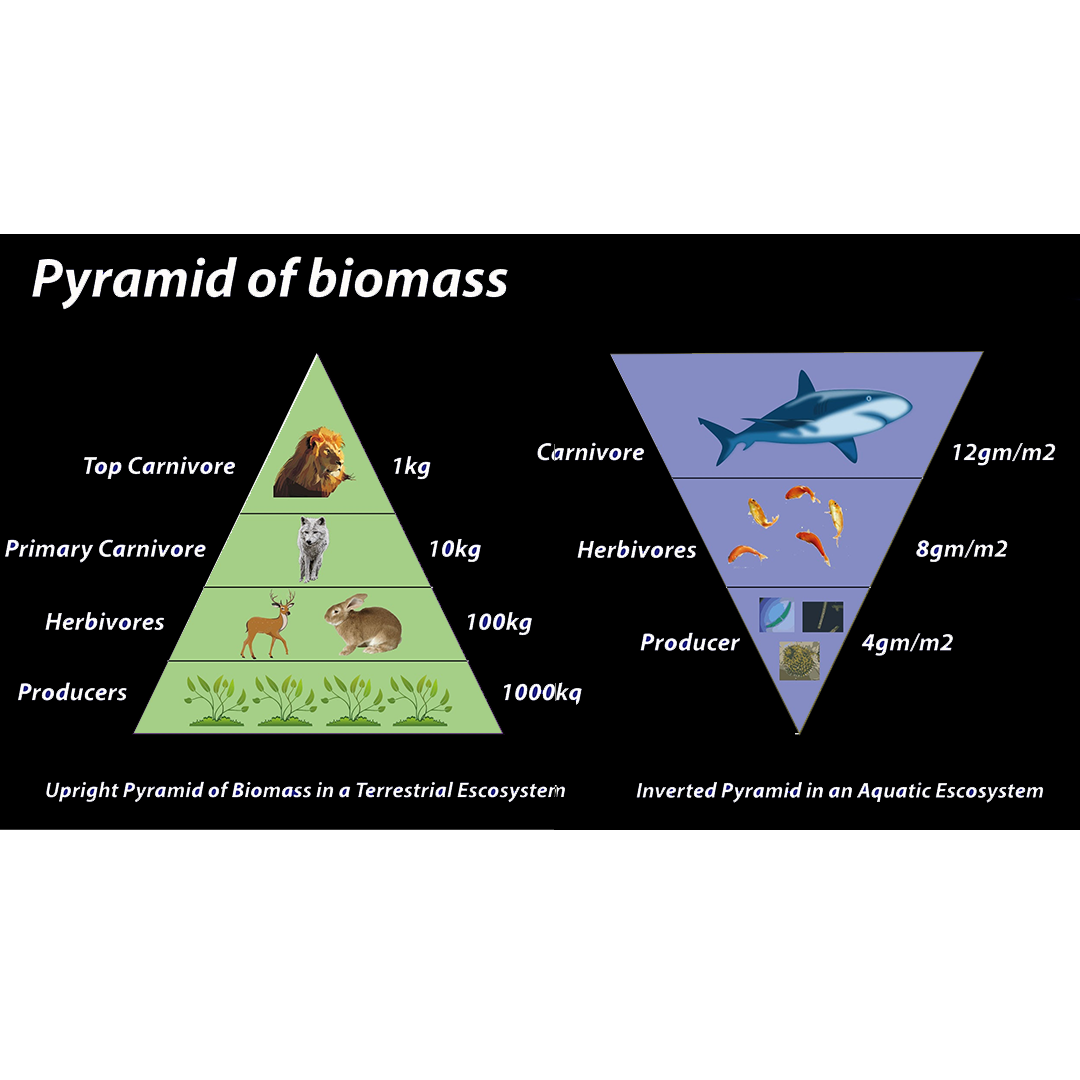 Pyramid of biomass
Top Carnivore
1kg
Primary Carnivore
10kg
Herbivores
100kg
Producers
1000kq
Upright Pyramid of Biomass in a Terrestrial Escosystem
Carnivore
12gm/m2
Herbivores
8gm/m2
Producer
4gm/m2
Inverted Pyramid in an Aquatic Escosystem